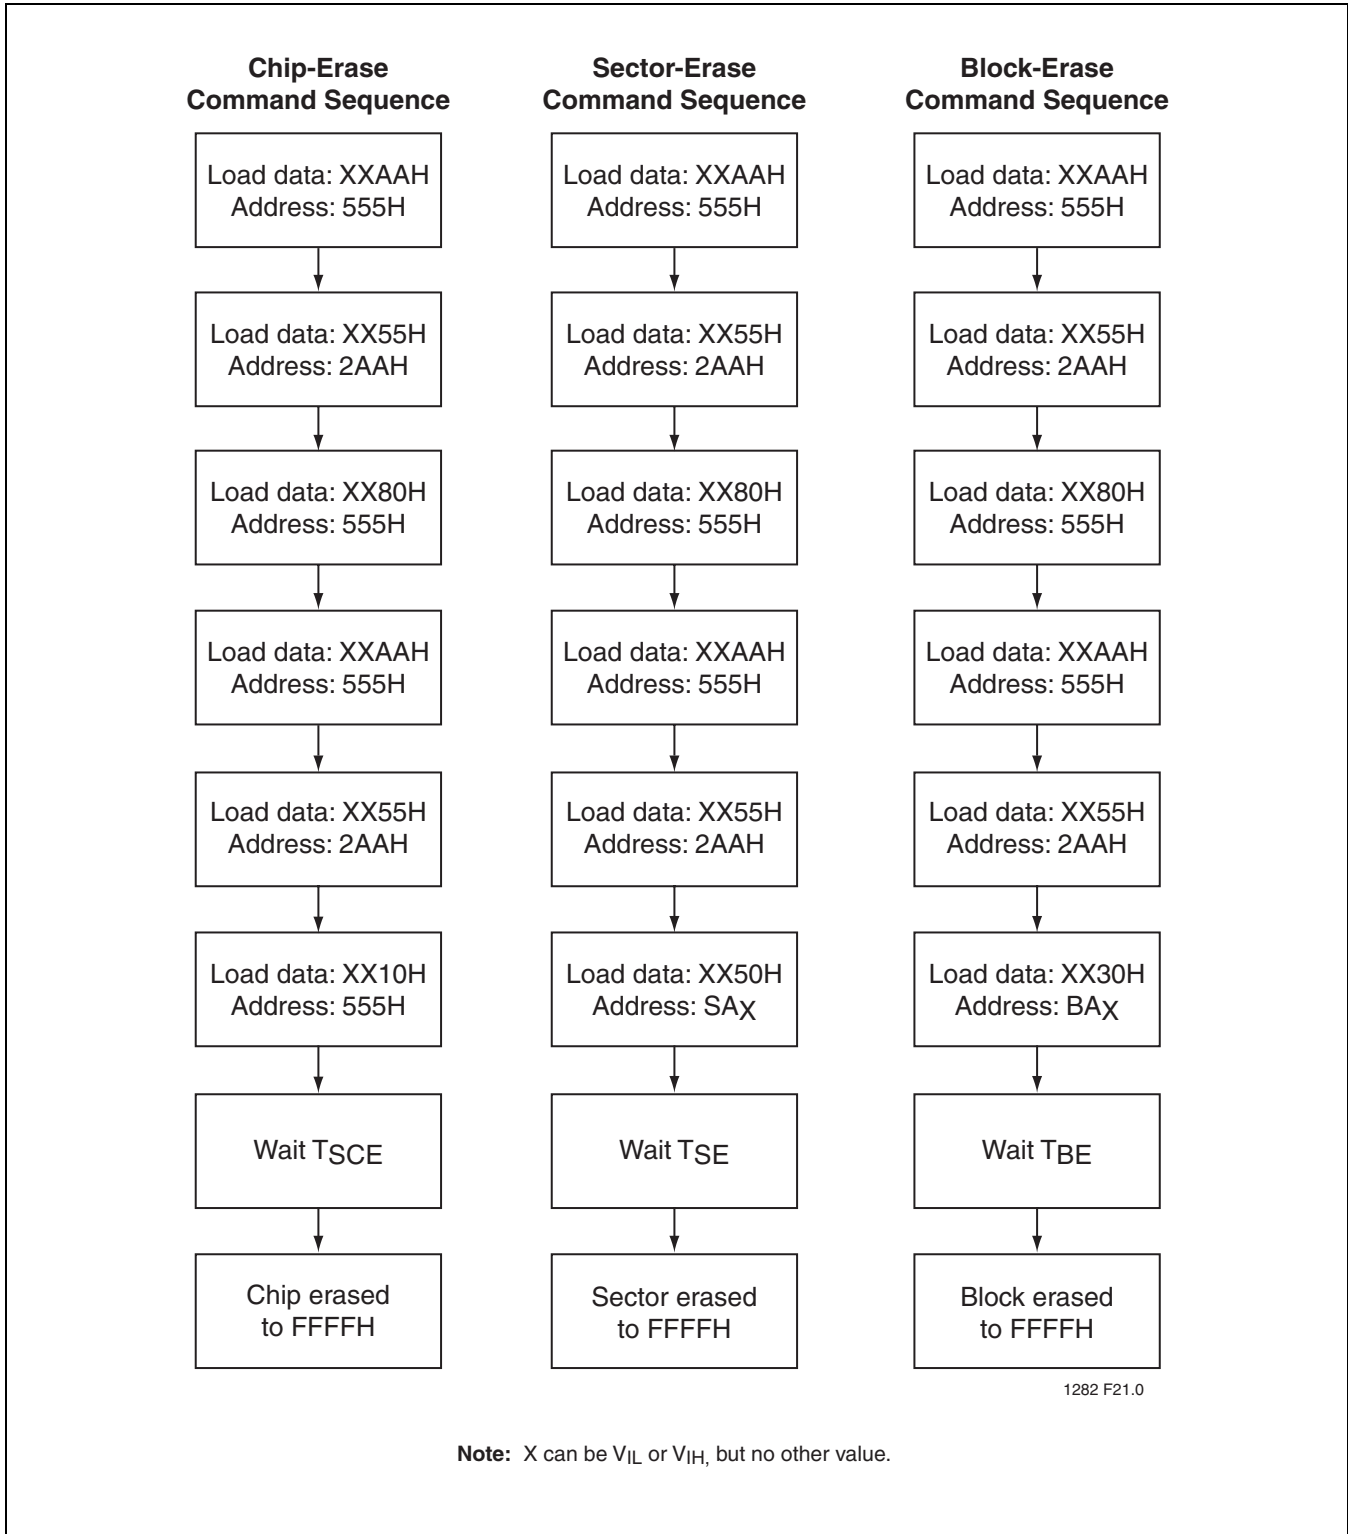 Chip-Erase
Command Sequence
Load data: XXAAH
Address: 555H
Load data: XX55H
Address: 2AAH
Load data: XX80H
Address: 555H
Load data: XXAAH
Address: 555H
Load data: XX55H
Address: 2AAH
Load data: XX10H
Address: 555H
Wait TSCE
Chip erased
to FFFFH
Sector-Erase
Command Sequence
Load data: XXAAH
Address: 555H
Load data: XX55H
Address: 2AAH
Load data: XX80H
Address: 555H
Load data: XXAAH
Address: 555H
Load data: XX55H
Address: 2AAH
Load data: XX50H
Address: SAX
Wait TSE
Sector erased
to FFFFH
Block-Erase
Command Sequence
Load data: XXAAH
Address: 555H
Load data: XX55H
Address: 2AAH
Load data: XX80H
Address: 555H
Load data: XXAAH
Address: 555H
Load data: XX55H
Address: 2AAH
Load data: XX30H
Address: BAX
Wait TBE
Block erased
to FFFFH
1282 F21.0
Note: X can be VIL or VIH, but no other value.